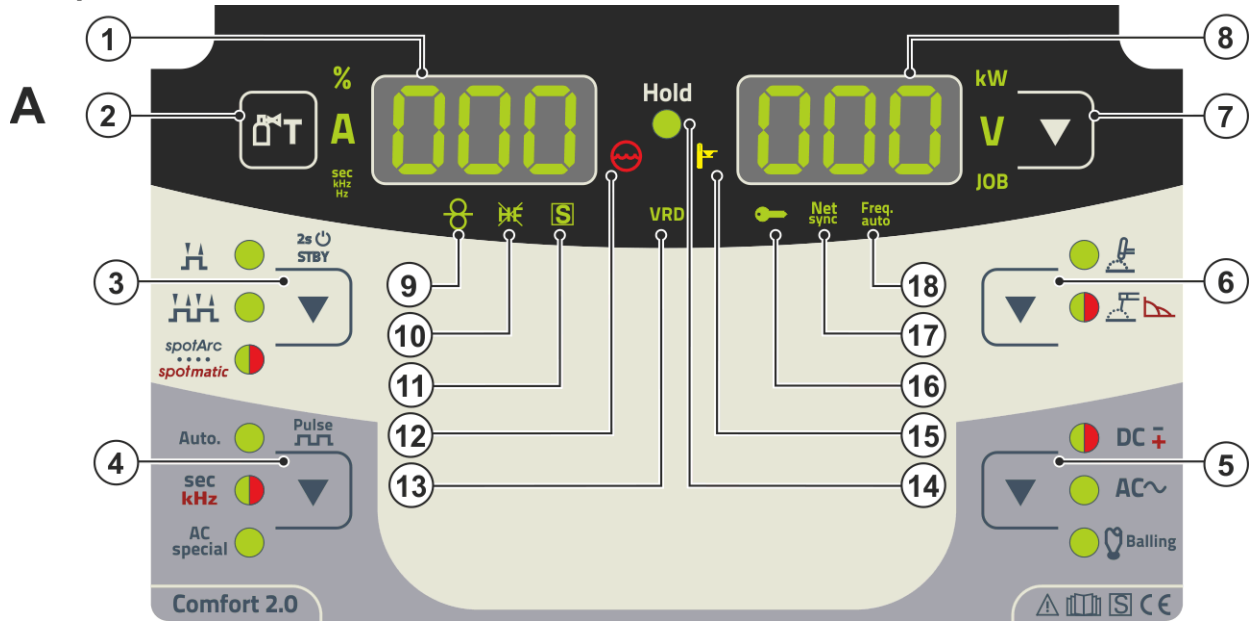 1
8
A
2
T
%
A
sec
kHz
Hz
000
Hold
000
kW
V
JOB
7
HF
S
VRD
Net
sync
Freq.
auto
3
2s
STBY
9
18
6
10
17
spotArc
spotmatic
11
16
12
15
4
Auto.
Pulse
13
14
DC
5
sec
kHz
AC
AC
special
Balling
Comfort 2.0
S CE